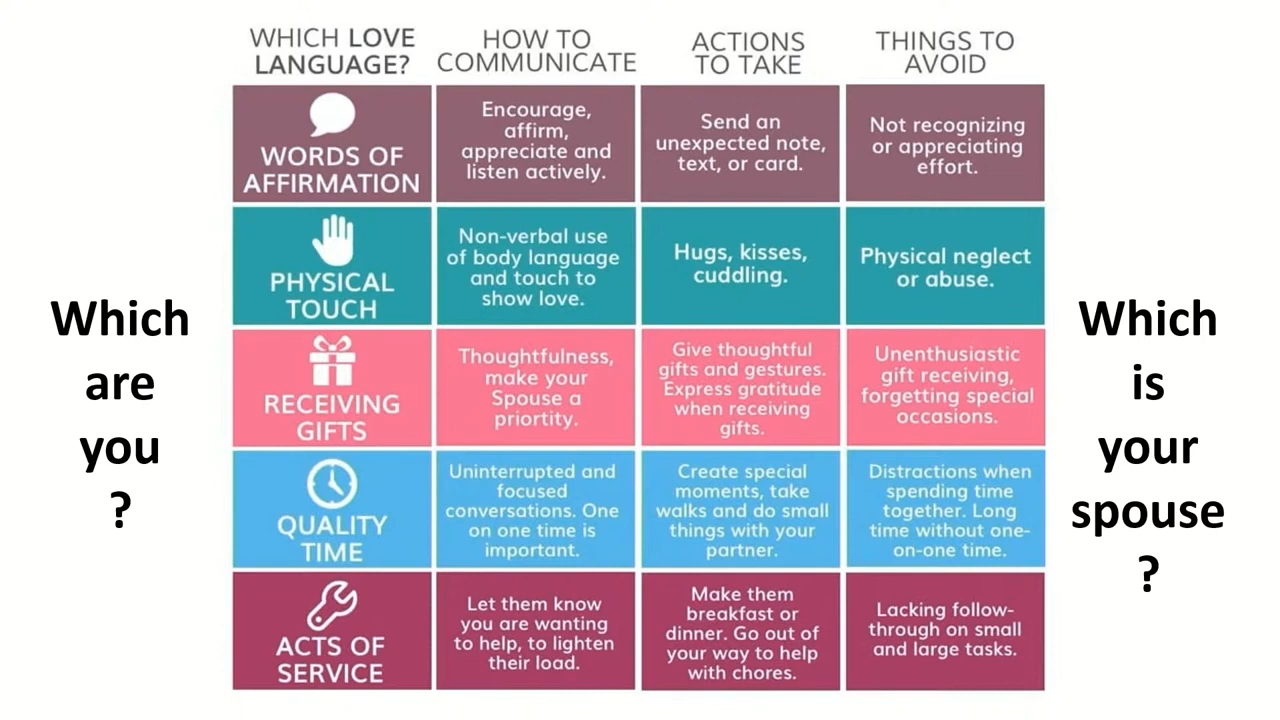 WHICH LOVE
LANGUAGE?
HOW TO
COMMUNICATE
ACTIONS
TO TAKE
THINGS TO
AVOID
WORDS OF
AFFIRMATION
Encourage,
affirm,
appreciate and
listen actively.
Send an
unexpected note,
text, or card.
Not recognizing
or appreciating
effort.
PHYSICAL
TOUCH
Non-verbal use
of body language
and touch to
show love.
Hugs, kisses,
cuddling.
Physical neglect
or abuse.
RECEIVING
GIFTS
Thoughtfulness,
make your
Spouse a
priortity.
Give thoughtful
gifts and gestures.
Express gratitude
when receiving
gifts.
Unenthusiastic
gift receiving,
forgetting special
occasions.
QUALITY
TIME
Uninterrupted and
focused
conversations. One
on one time is
important.
Create special
moments, take
walks and do small
things with your
partner.
Distractions when
spending time
together. Long
time without one-
on-one time.
ACTS OF
SERVICE
Let them know
you are wanting
to help, to lighten
their load.
Make them
breakfast or
dinner. Go out of
your way to help
with chores.
Lacking follow-
through on small
and large tasks.
Which
are
you
?
Which
is
your
spouse
?